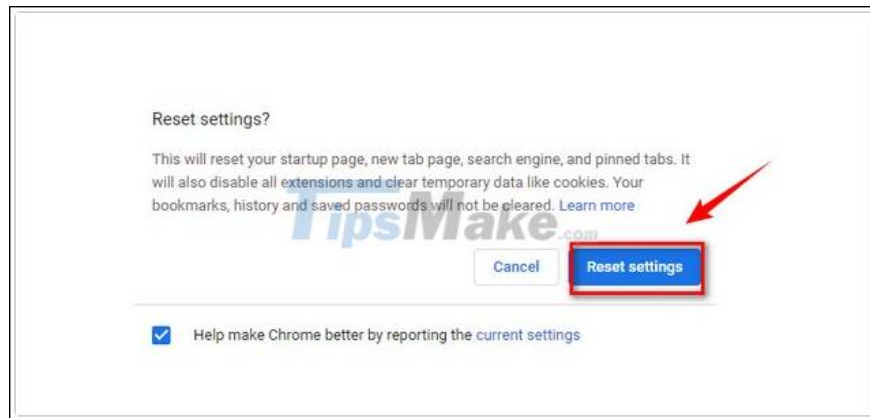 Reset settings?
This will reset your startup page, new tab page, search engine, and pinned tabs. It
will also disable all extensions and clear temporary data like cookies. Your
bookmarks, history and saved passwords will not be cleared. Learn more
TipsMake.com
Cancel Reset settings
Help make Chrome better by reporting the current settings